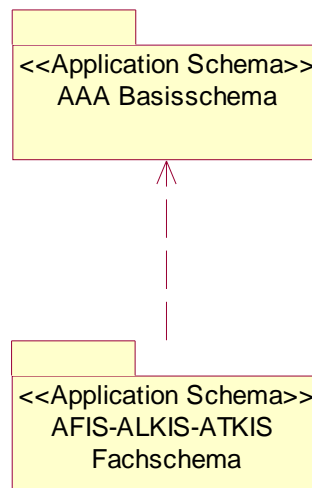 <<Application Schema>>
AAA Basisschema
<<Application Schema>>
AFIS-ALKIS-ATKIS
Fachschema